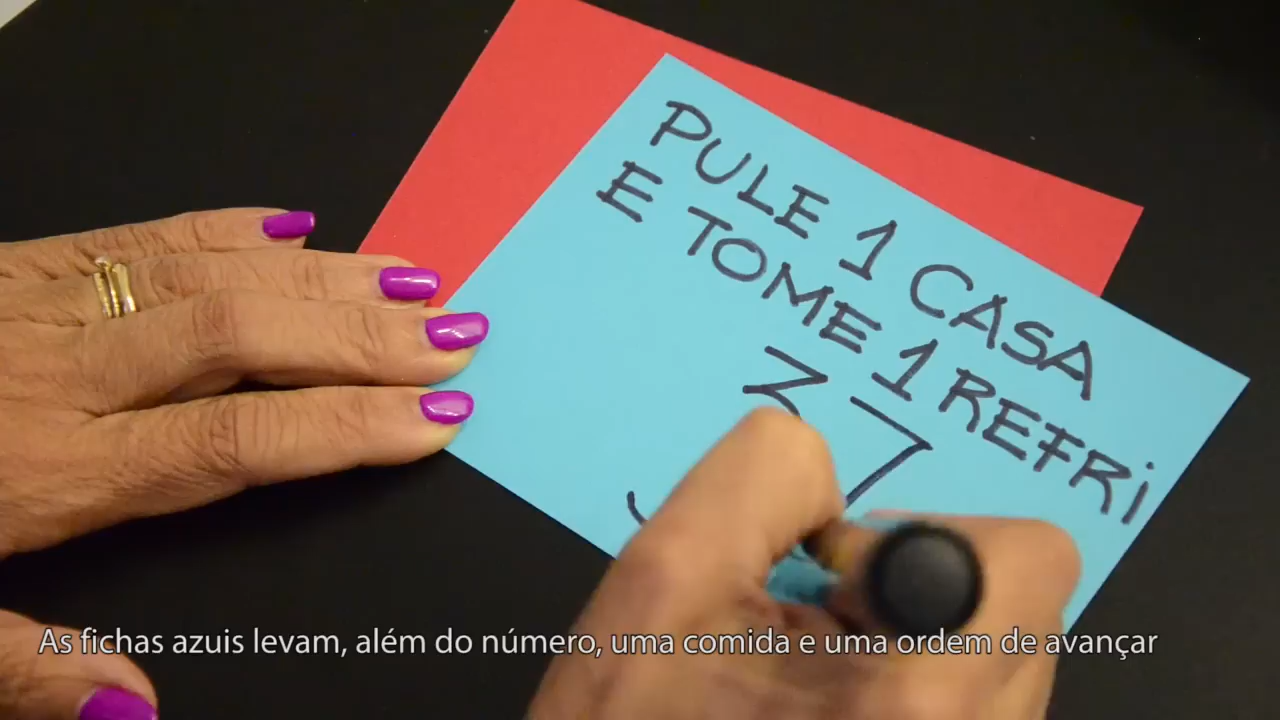 PULE 1 CASA
E TOME 1 REFRI
37
As fichas azuis levam, além do número, uma comida e uma ordem de avançar